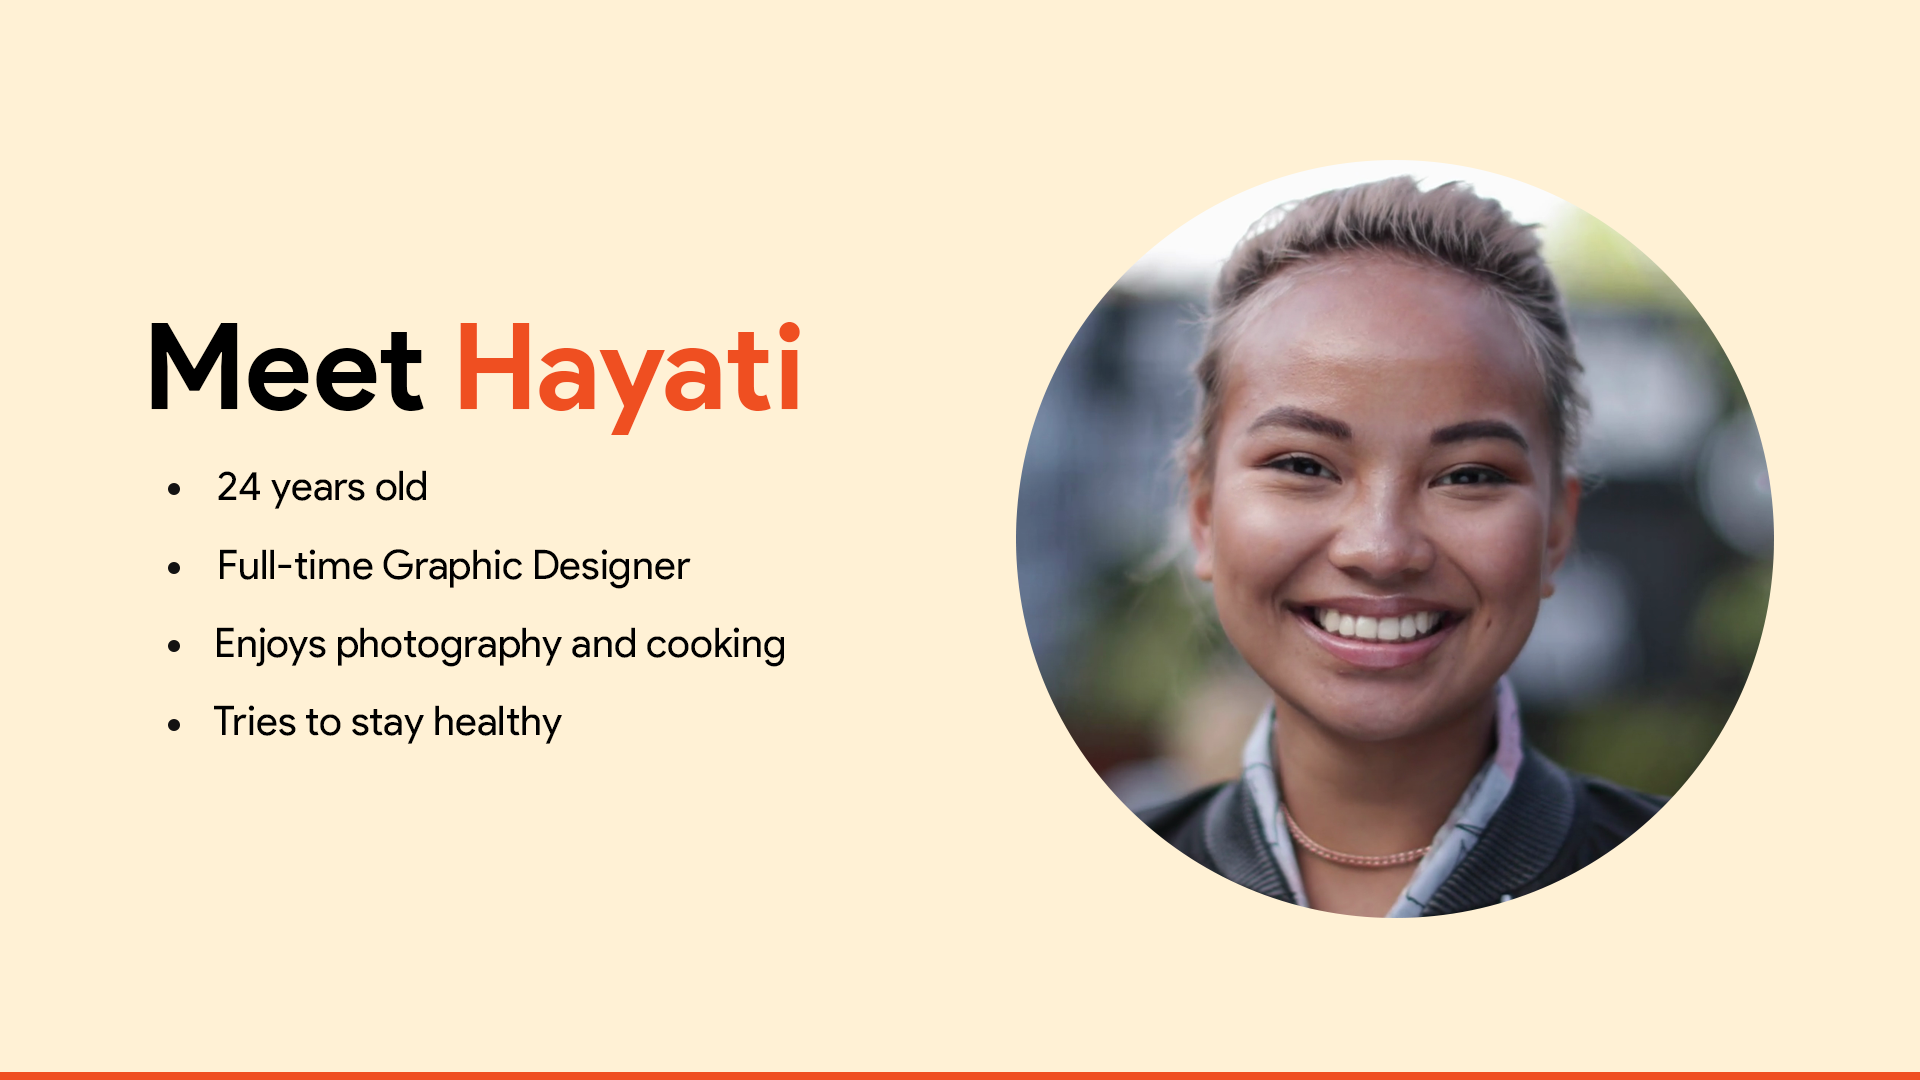 Meet Hayati
• 24 years old
• Full-time Graphic Designer
• Enjoys photography and cooking
• Tries to stay healthy